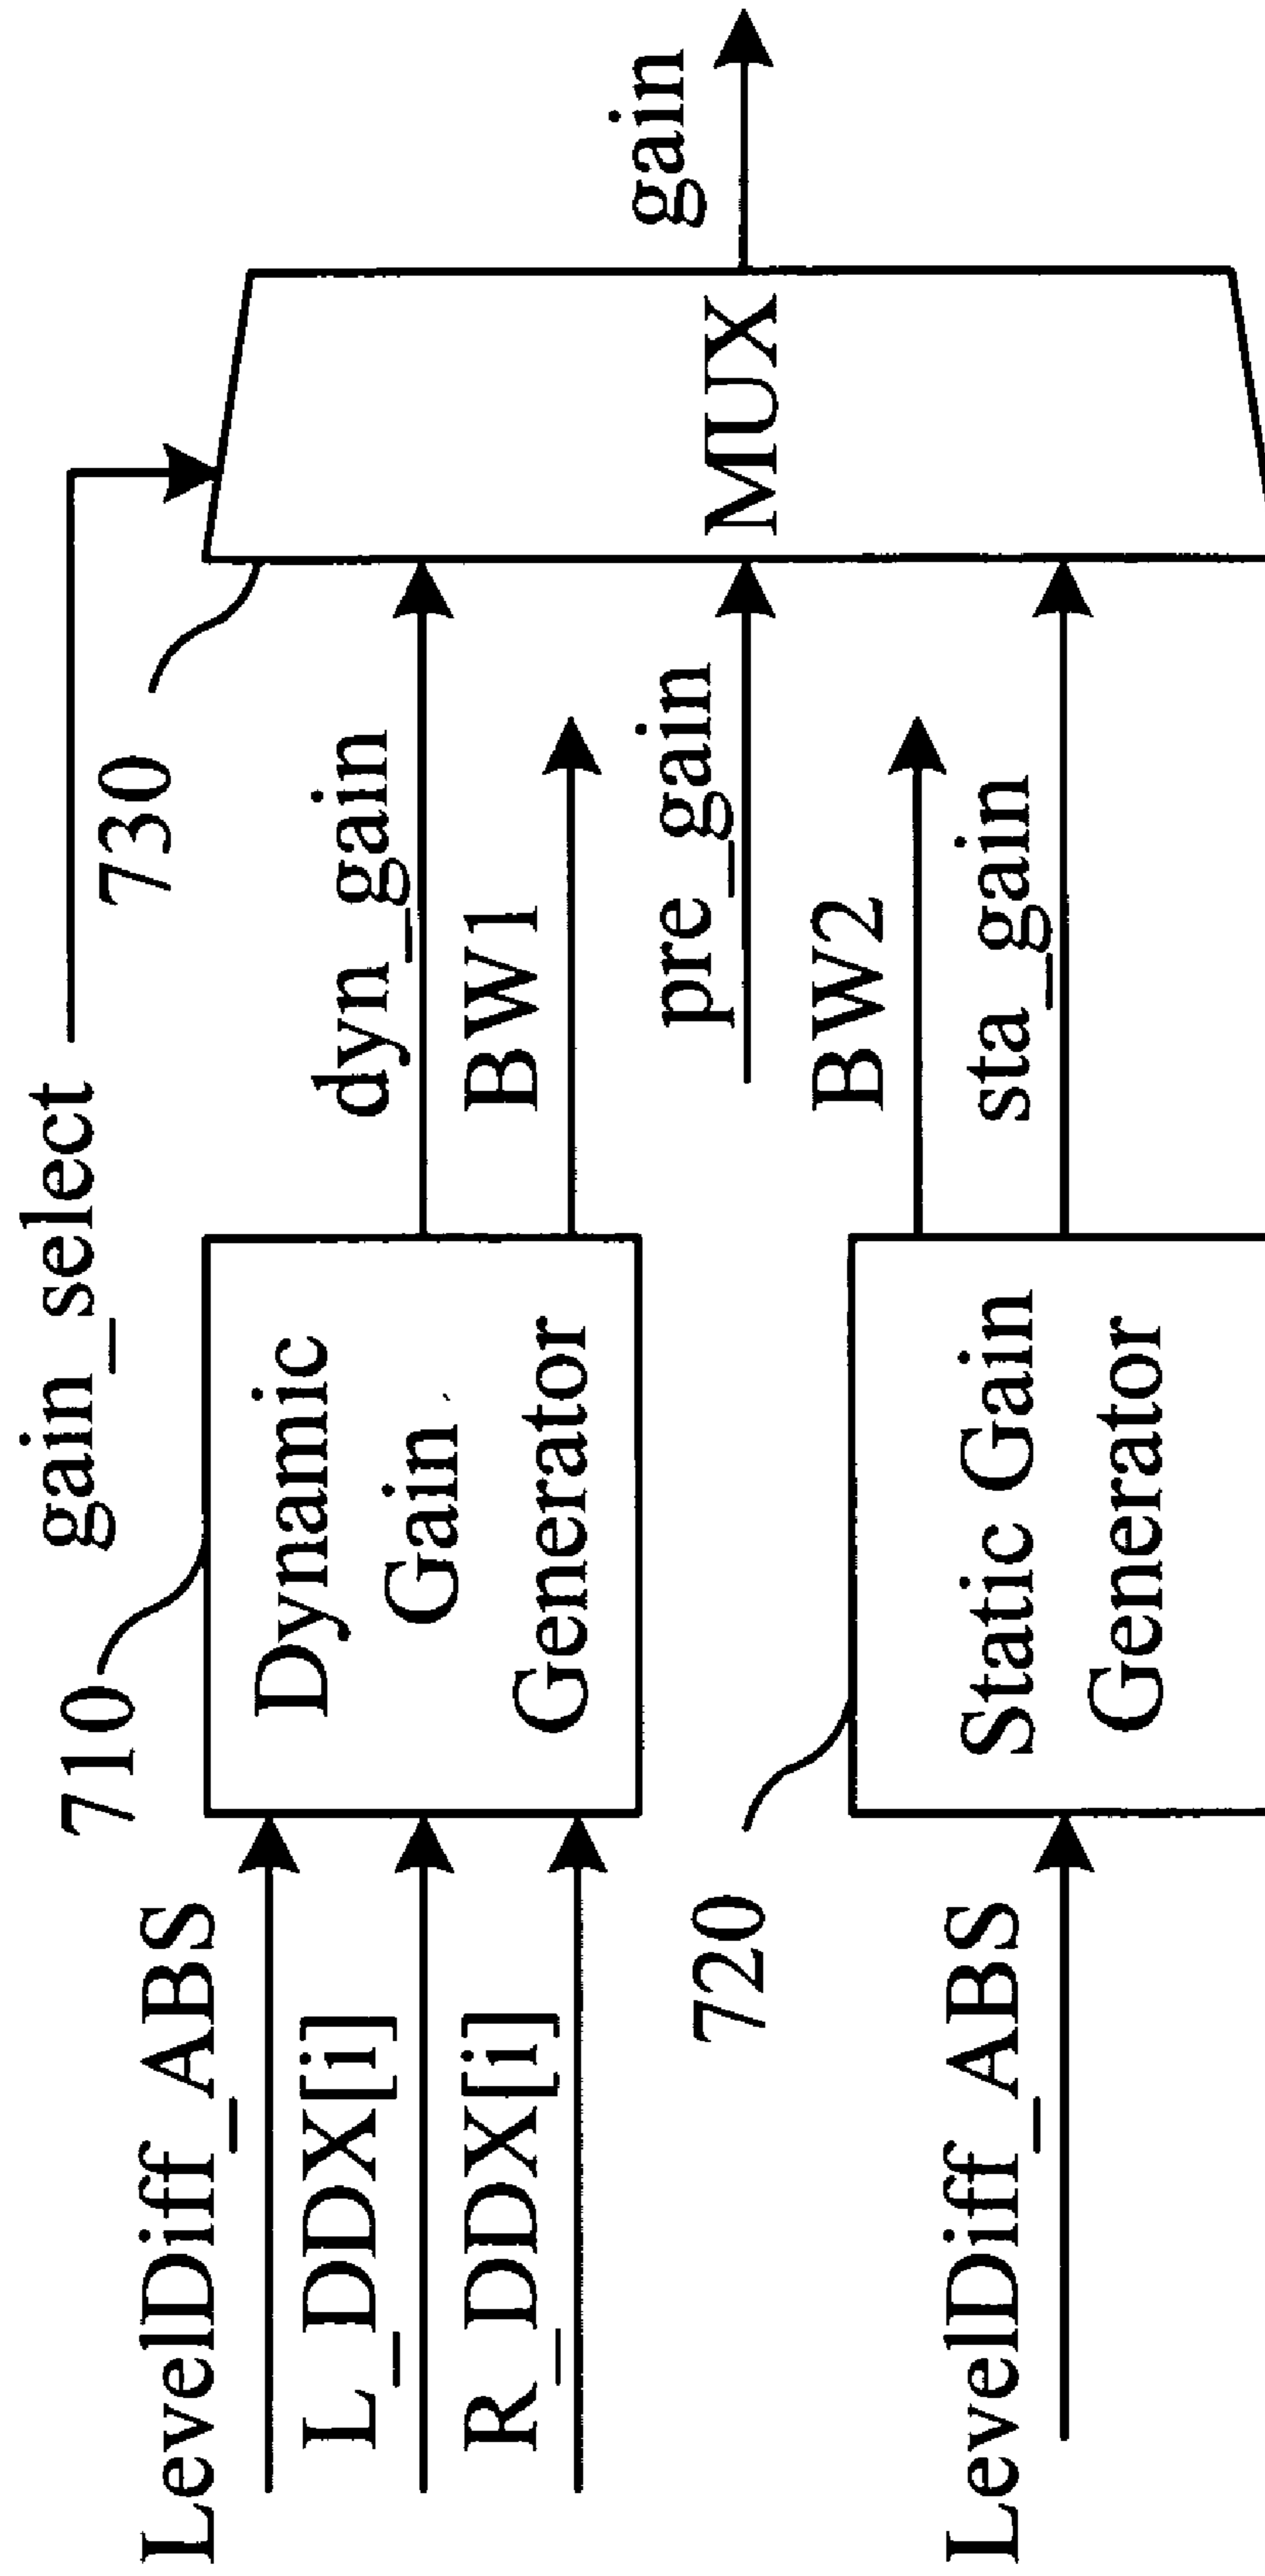 gain_select
710
730
LevelDiff_ABS
L_DDX[i]
R_DDX[i]
Dynamic
Gain
Generator
dyn_gain
BW1
pre_gain
MUX
gain
720
LevelDiff_ABS
Static Gain
Generator
BW2
sta_gain